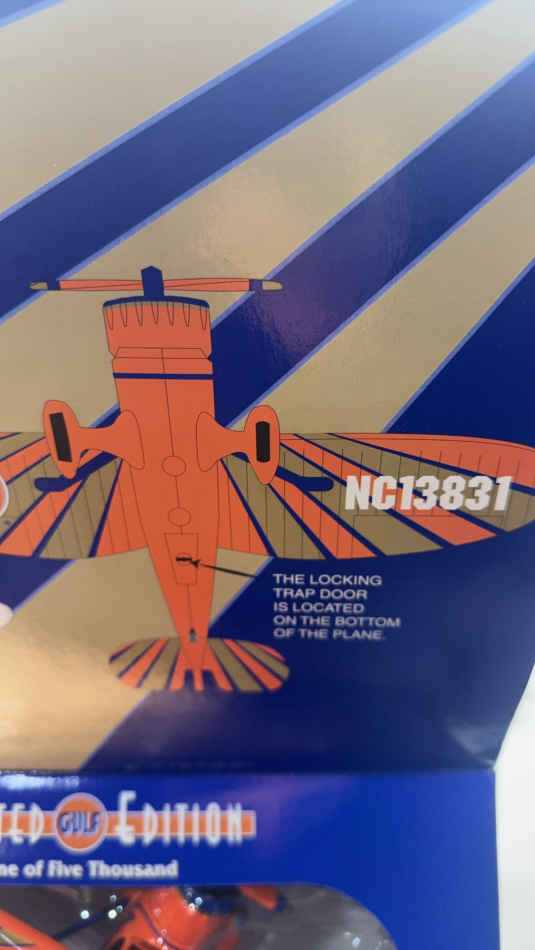 NC13831
THE LOCKING
TRAP DOOR
IS LOCATED
ON THE BOTTOM
OF THE PLANE.
GULF EDITION
of Five Thousand